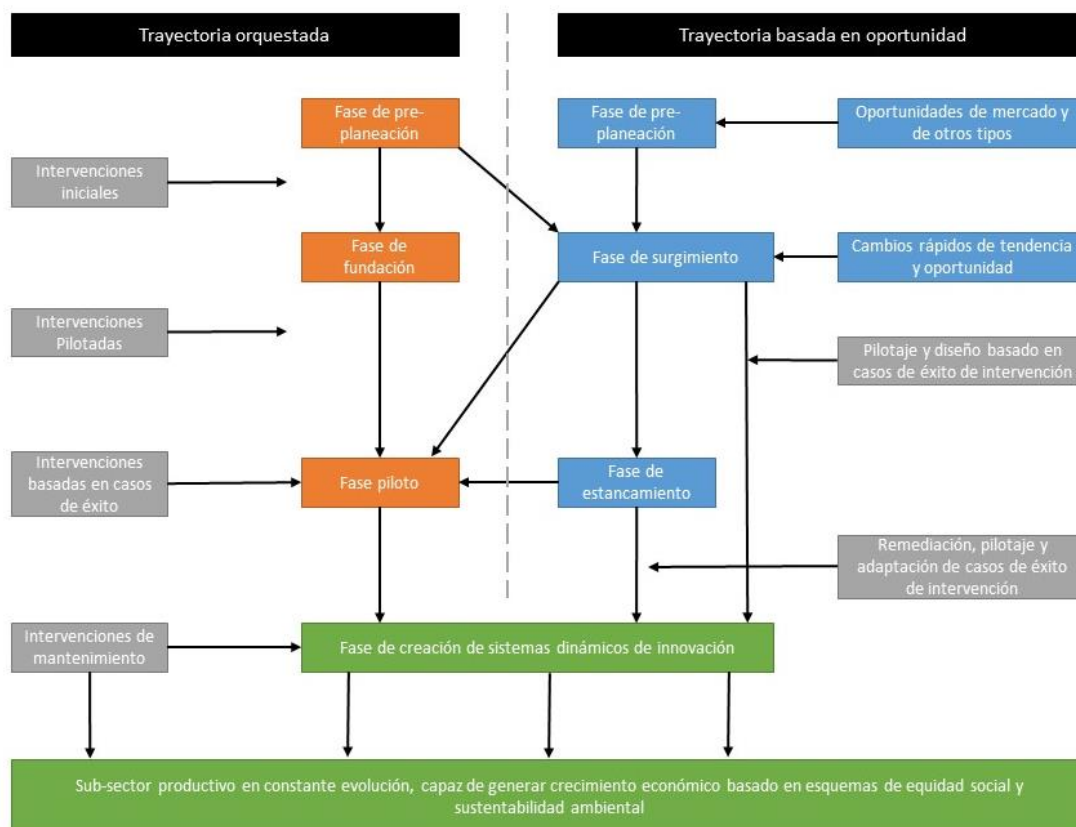 Trayectoria orquestada
Trayectoria basada en oportunidad
Fase de pre-
planeación
Fase de pre-
planeación
Oportunidades de mercado y
de otros tipos
Intervenciones
iniciales
Fase de
fundación
Fase de surgimiento
Cambios rápidos de tendencia
y oportunidad
Intervenciones
Pilotadas
Pilotaje y diseño basado en
casos de éxito de intervención
Intervenciones
basadas en casos
de éxito
Fase piloto
Fase de
estancamiento
Remediación, pilotaje y
adaptación de casos de éxito
de intervención
Intervenciones de
mantenimiento
Fase de creación de sistemas dinámicos de innovación
Sub-sector productivo en constante evolución, capaz de generar crecimiento económico basado en esquemas de equidad social y
sustentabilidad ambiental